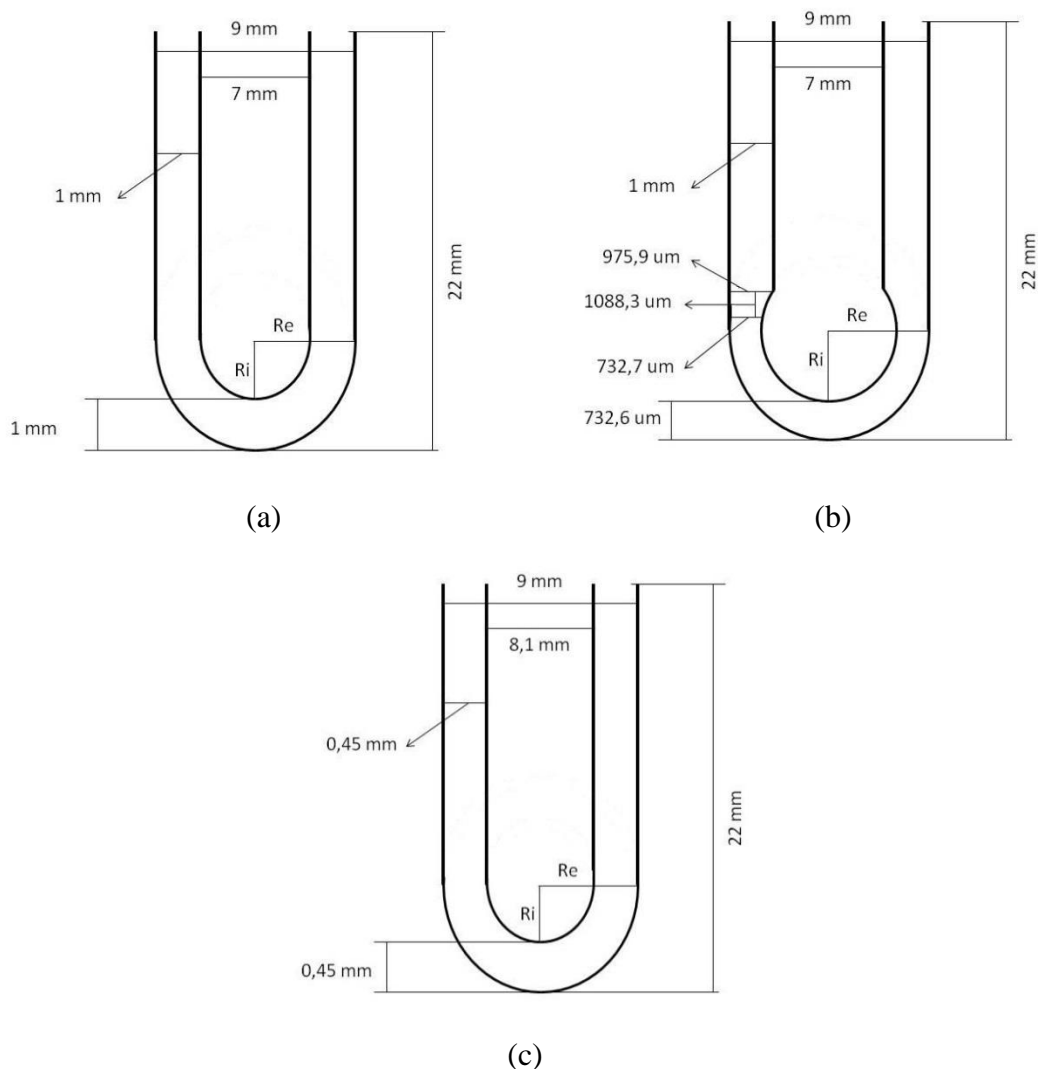 9 mm
7 mm
1 mm
22 mm
Re
Ri
1 mm
(a)
9 mm
7 mm
1 mm
975,9 um
1088,3 um
732,7 um
22 mm
Re
Ri
732,6 um
(b)
9 mm
8,1 mm
0,45 mm
22 mm
Re
Ri
0,45 mm
(c)